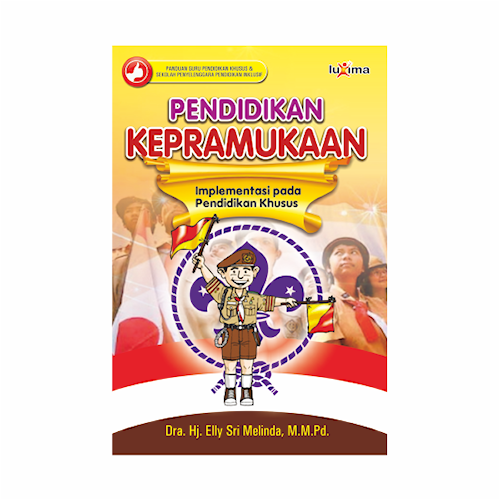 PANDUAN GURU PENDIDIKAN KHUSUS &
SEKOLAH PENYELENGGARA PENDIDIKAN INKLUSIF
luxima
PENDIDIKAN
KEPRAMUKAAN
Implementasi pada
Pendidikan Khusus
Dra. Hj. Elly Sri Melinda, M.M.Pd.